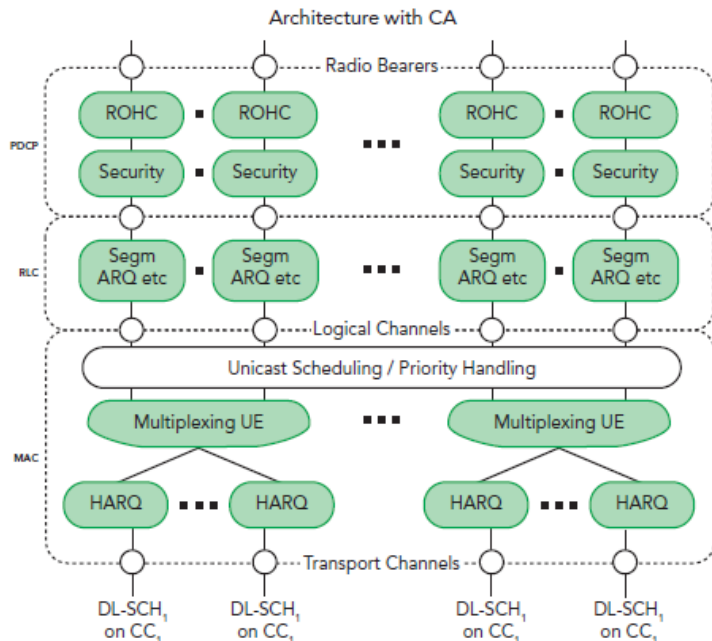 Architecture with CA
Radio Bearers
PDCP
ROHC ROHC ROHC ROHC
Security Security Security Security
RLC
Segm Segm Segm Segm
ARQ etc ARQ etc ARQ etc ARQ etc
Logical Channels
Unicast Scheduling / Priority Handling
MAC
Multiplexing UE Multiplexing UE
HARQ HARQ HARQ HARQ
Transport Channels
DL-SCH₁ DL-SCH₁ DL-SCH₁ DL-SCH₁
on CC₁ on CC₁ on CC₁ on CC₁